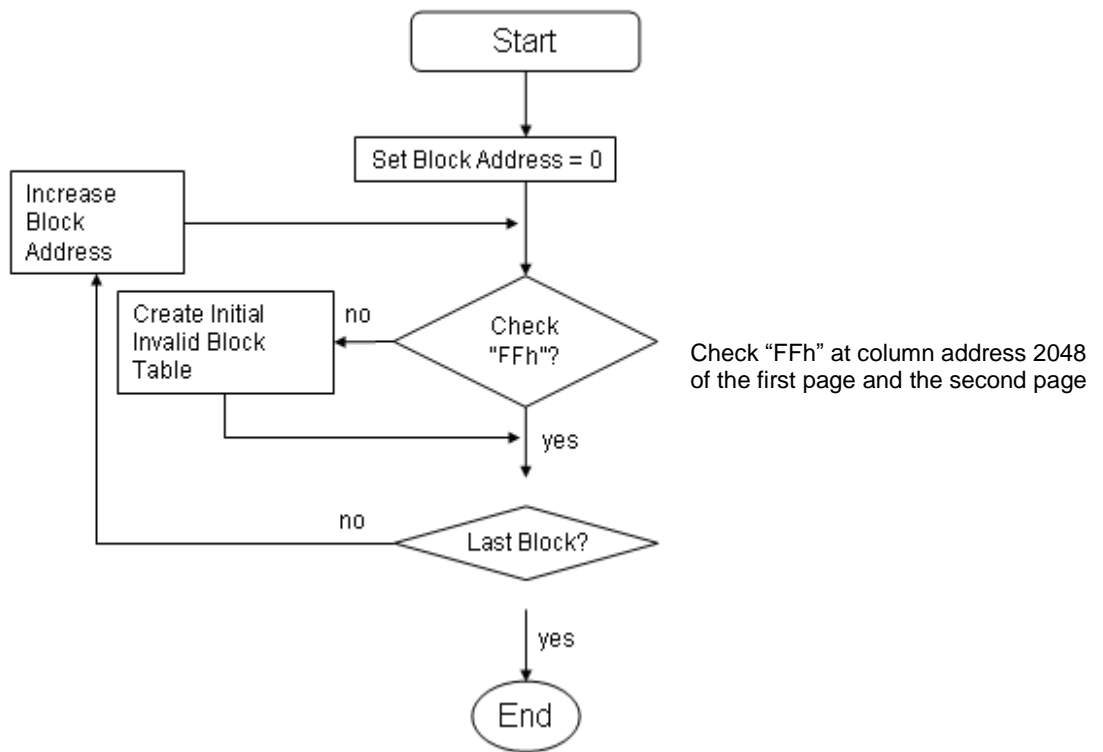 Start
Set Block Address = 0
Increase
Block
Address
Create Initial
Invalid Block
Table
no
Check
"FFh"?
Check “FFh” at column address 2048
of the first page and the second page
yes
no
Last Block?
yes
End